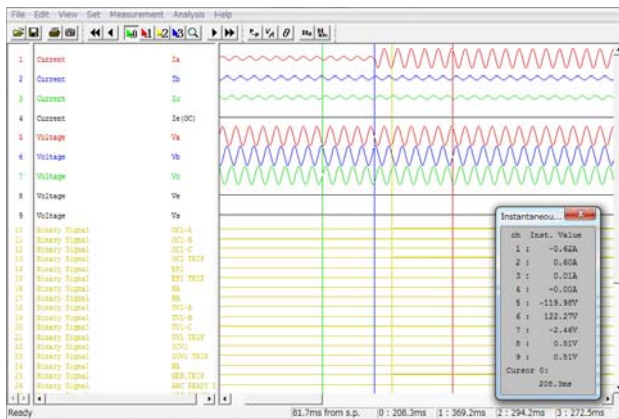 File Edit View Set Measurement Analysis Help
1 Current Ia
2 Current Ib
3 Current Ic
4 Current Ie(OC)
5 Voltage Va
6 Voltage Vb
7 Voltage Vc
8 Voltage Ve
9 Voltage Vs
10 Binary Signal OC1-A
11 Binary Signal OC1-B
12 Binary Signal OC1-C
13 Binary Signal OC1 TRIP
14 Binary Signal EF1
15 Binary Signal EF1 TRIP
16 Binary Signal NA
17 Binary Signal NA
18 Binary Signal UV1-A
19 Binary Signal UV1-B
20 Binary Signal UV1-C
21 Binary Signal UV1 TRIP
22 Binary Signal
23 Binary Signal TRIP
24 Binary Signal NA
25 Binary Signal TRIP
26 Binary Signal ARC READY
Instantaneou...
ch Inst. Value
1 : -0.62A
2 : 0.60A
3 : 0.01A
4 : -0.00A
5 : -119.98V
6 : 122.27V
7 : -2.46V
8 : 0.51V
9 : 0.51V
Cursor 0:
208.3ms
Ready 81.7ms from s.p. 0 : 208.3ms 1 : 369.2ms 2 : 294.2ms 3 : 272.5ms